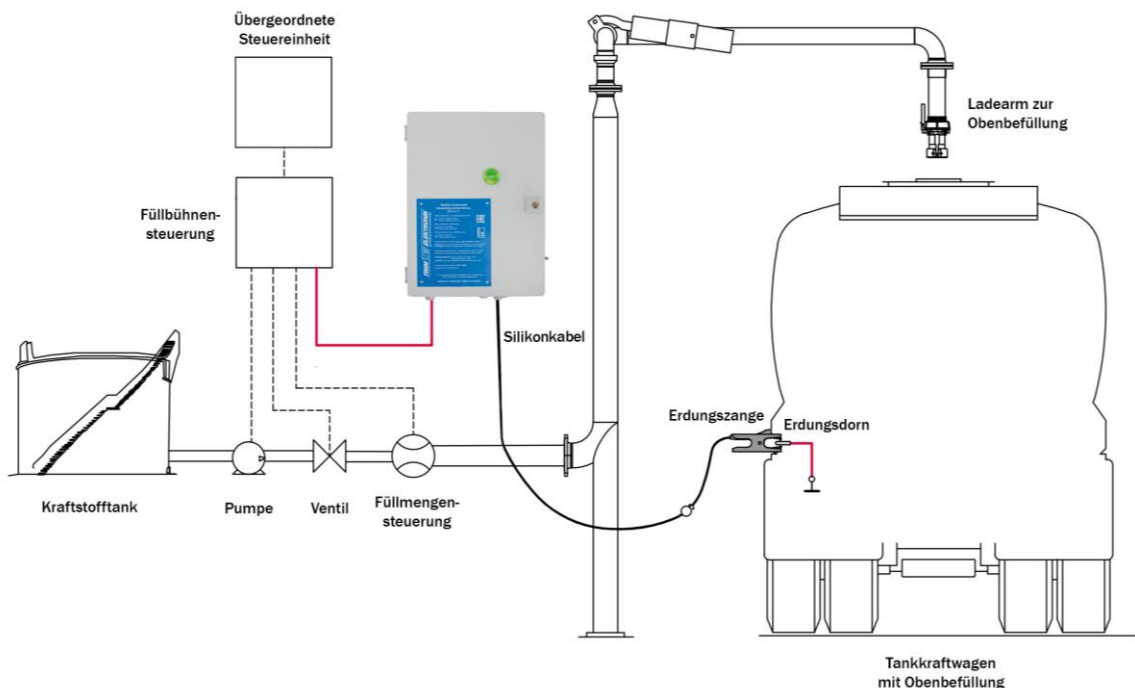 Übergeordnete
Steuereinheit
Füllbühnen-
steuerung
Silikonkabel
Ladearm zur
Obenbefüllung
Erdungszange
Erdungsdorn
Kraftstofftank
Pumpe
Ventil
Füllmengen-
steuerung
Tankkraftwagen
mit Obenbefüllung